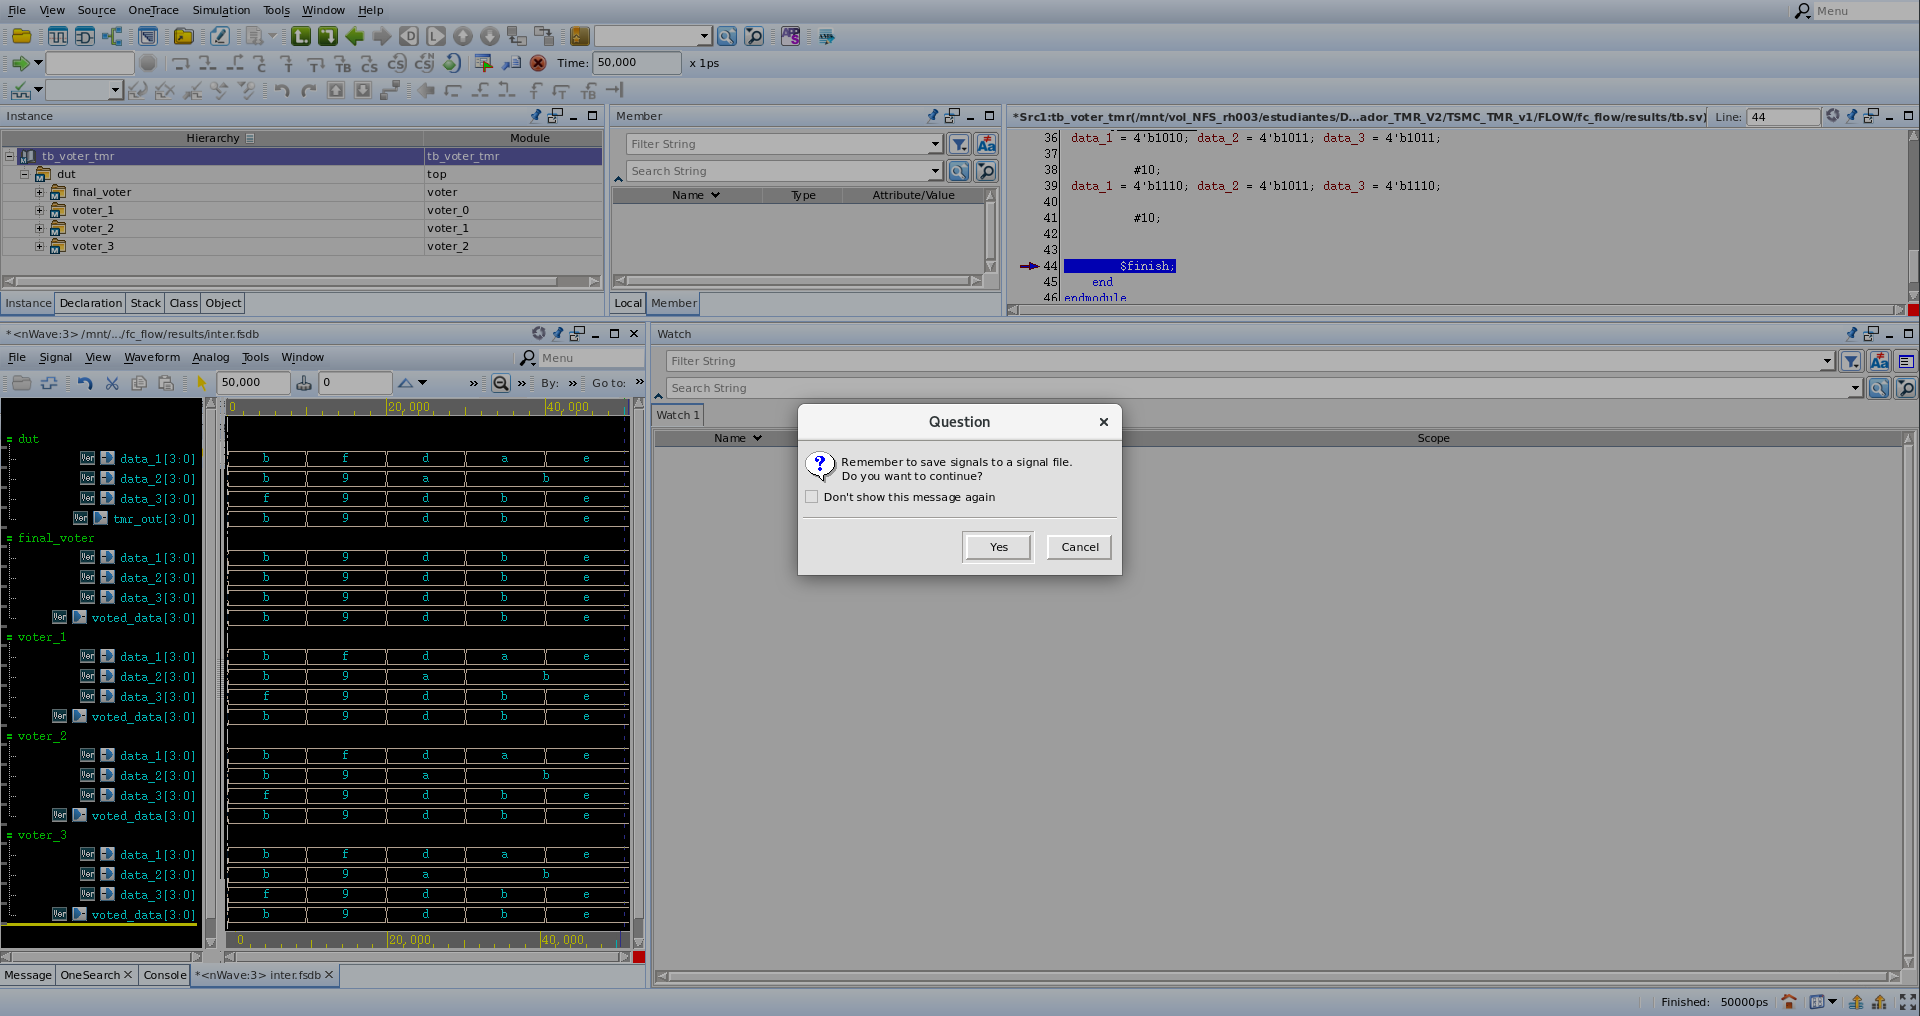 File View Source OneTrace Simulation Tools Window Help Menu
Time: 50,000 x 1ps
Instance
Hierarchy Module
tb_voter_tmr tb_voter_tmr
dut top
final_voter voter
voter_1 voter_0
voter_2 voter_1
voter_3 voter_2
Instance Declaration Stack Class Object
Member
Filter String
Search String
Name Type Attribute/Value
Local Member
*Src1:tb_voter_tmr(/mnt/vol_NFS_rh003/estudiantes/D...ador_TMR_V2/TSMC_TMR_v1/FLOW/fc_flow/results/tb.sv) Line: 44
36 data_1 = 4'b1010; data_2 = 4'b1011; data_3 = 4'b1011;
37
38 #10;
39 data_1 = 4'b1110; data_2 = 4'b1011; data_3 = 4'b1110;
40
41 #10;
42
43
44 $finish;
45 end
46 endmodule
*<nWave:3> /mnt/.../fc_flow/results/inter.fsdb
File Signal View Waveform Analog Tools Window Menu
50,000 0 » » By: » Go to: »
0 20,000 40,000
dut
data_1[3:0] b f d a e
data_2[3:0] b 9 a b
data_3[3:0] f 9 d b e
tmr_out[3:0] b 9 d b e
final_voter
data_1[3:0] b 9 d b e
data_2[3:0] b 9 d b e
data_3[3:0] b 9 d b e
voted_data[3:0] b 9 d b e
voter_1
data_1[3:0] b f d a e
data_2[3:0] b 9 a b
data_3[3:0] f 9 d b e
voted_data[3:0] b 9 d b e
voter_2
data_1[3:0] b f d a e
data_2[3:0] b 9 a b
data_3[3:0] f 9 d b e
voted_data[3:0] b 9 d b e
voter_3
data_1[3:0] b f d a e
data_2[3:0] b 9 a b
data_3[3:0] f 9 d b e
voted_data[3:0] b 9 d b e
0 20,000 40,000
Message OneSearch Console *<nWave:3> inter.fsdb
Watch
Filter String
Search String
Watch 1
Name Scope
Question
Remember to save signals to a signal file.
Do you want to continue?
Don't show this message again
Yes Cancel
Finished: 50000ps